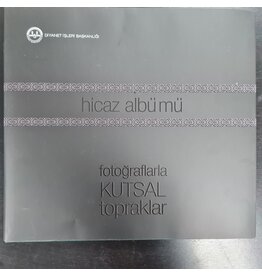 DİYANET İŞLERİ BAŞKANLIĞI
hicaz albümü
fotoğraflarla
KUTSAL
topraklar